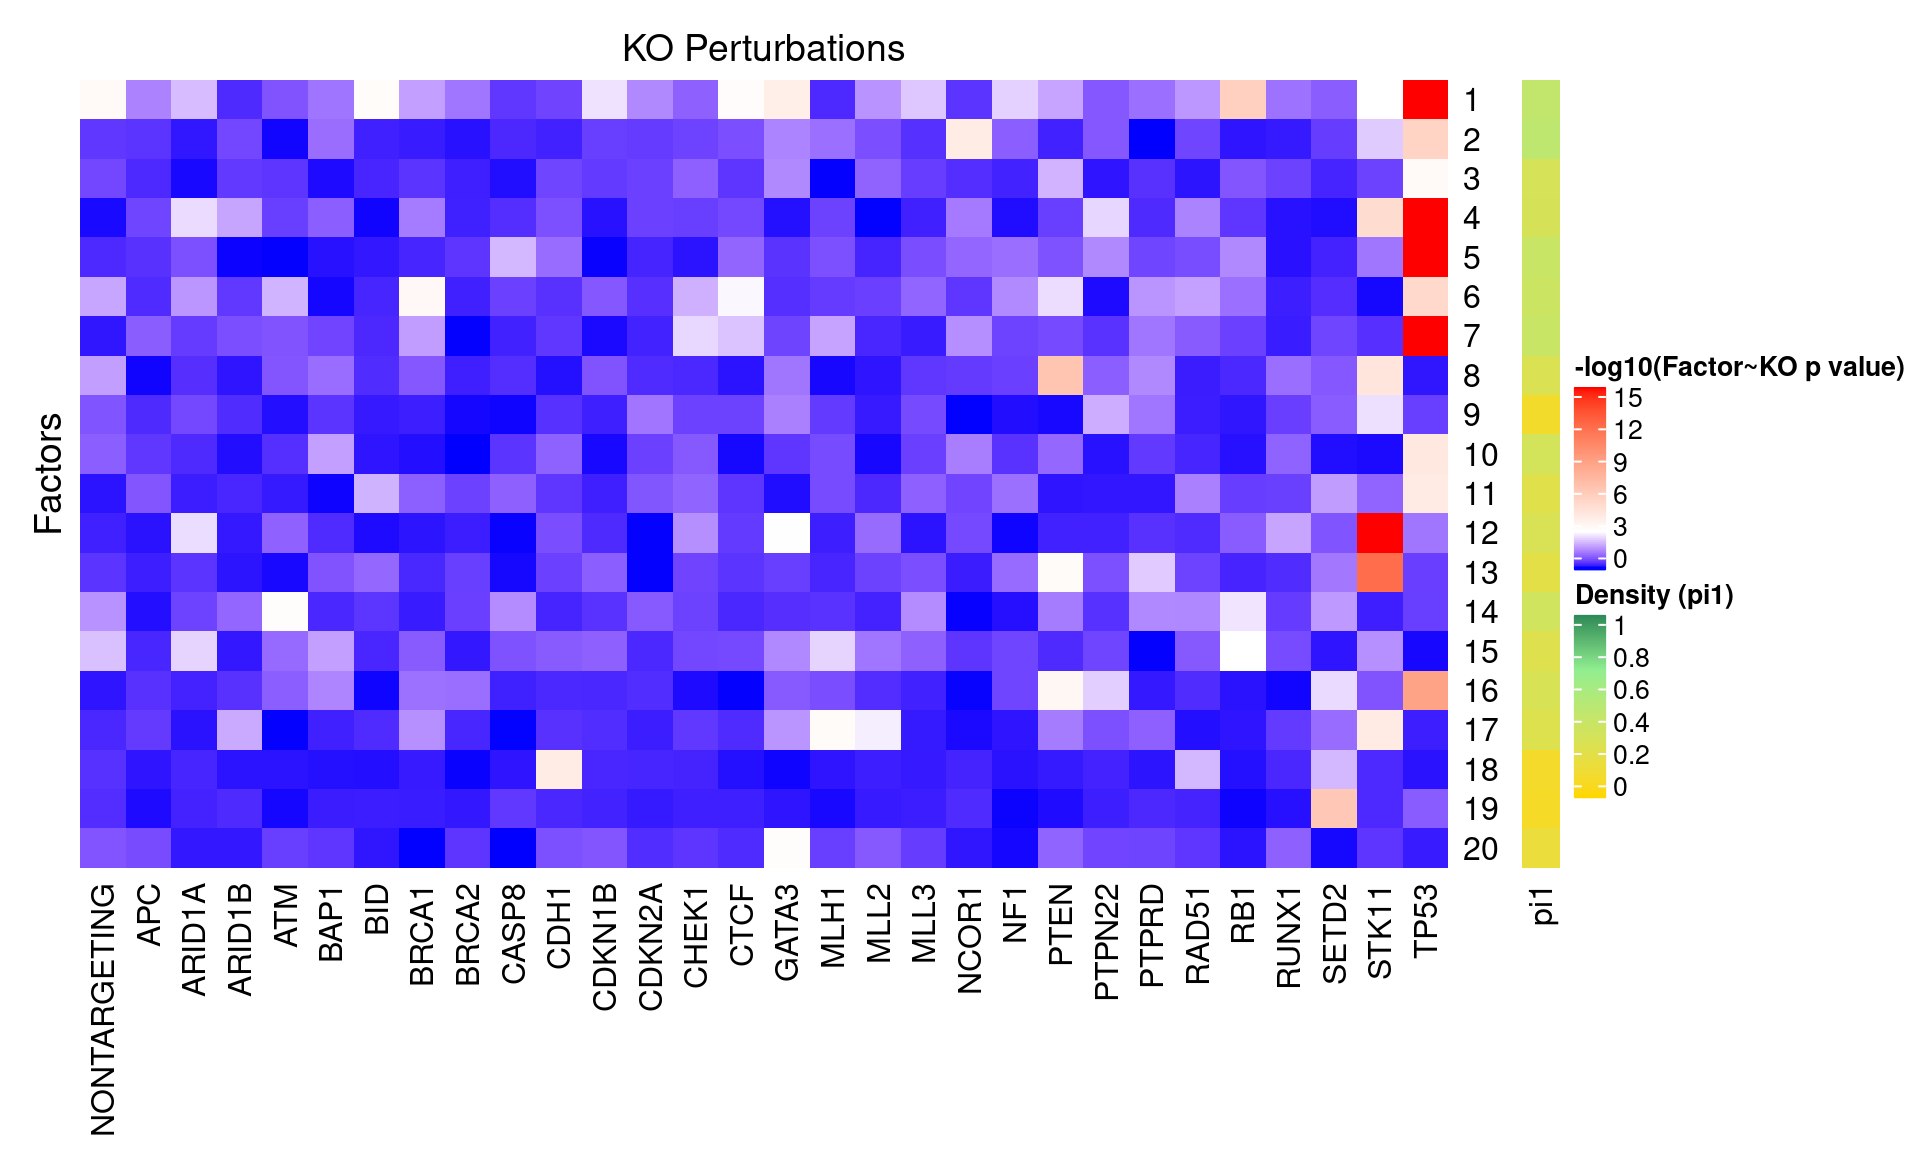 KO Perturbations
Factors
1
2
3
4
5
6
7
8
9
10
11
12
13
14
15
16
17
18
19
20
NONTARGETING
APC
ARID1A
ARID1B
ATM
BAP1
BID
BRCA1
BRCA2
CASP8
CDH1
CDKN1B
CDKN2A
CHEK1
CTCF
GATA3
MLH1
MLL2
MLL3
NCOR1
NF1
PTEN
PTPN22
PTPRD
RAD51
RB1
RUNX1
SETD2
STK11
TP53
pi1
-log10(Factor~KO p value)
15
12
9
6
3
0
Density (pi1)
1
0.8
0.6
0.4
0.2
0